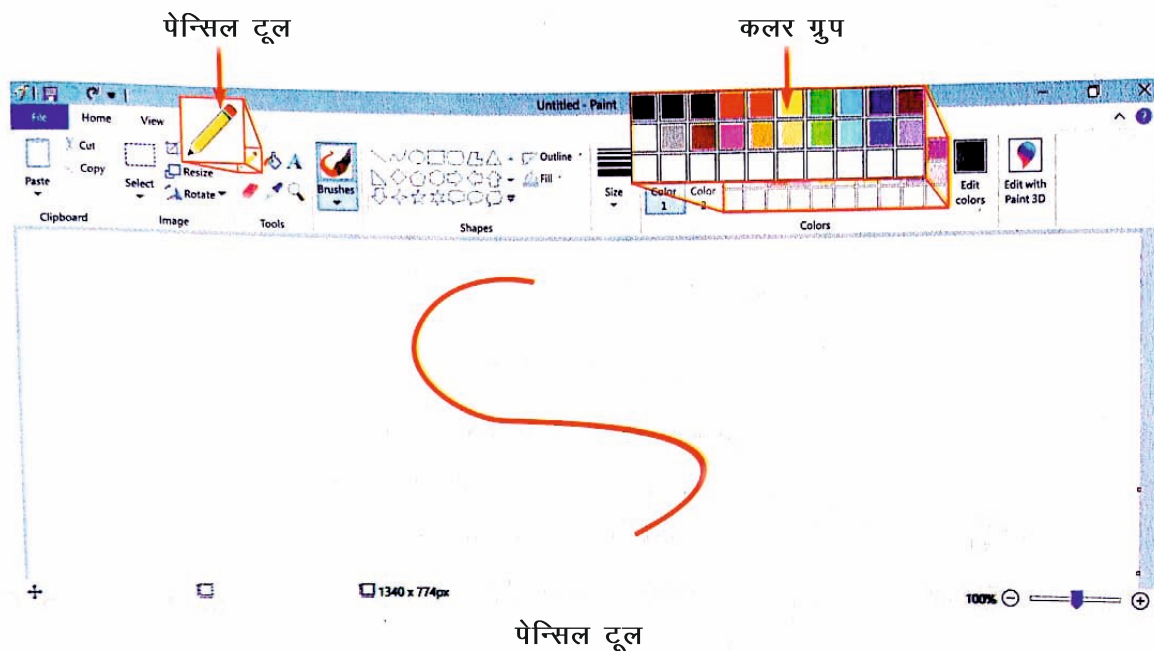 पेन्सिल टूल
कलर ग्रुप
Untitled - Paint
File Home View
Cut
Copy
Paste
Clipboard
Select
Resize
Rotate
Image
Tools
Brushes
Shapes
Outline
Fill
Size
Color 1
Color 2
Colors
Edit colors
Edit with Paint 3D
1340 x 774px
100%
पेन्सिल टूल